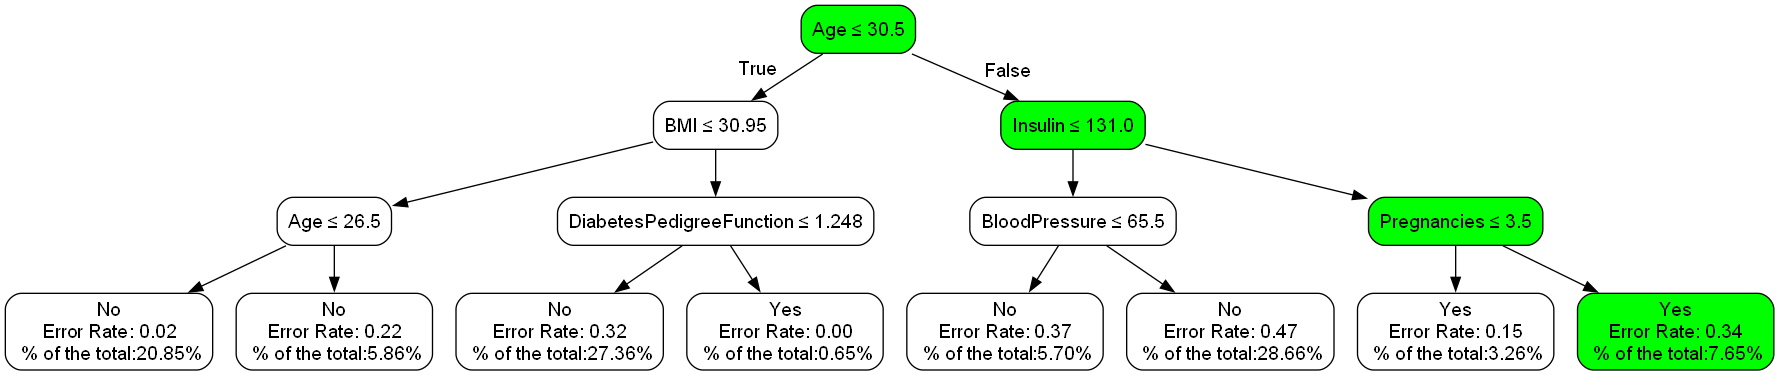 Age ≤ 30.5
True
False
BMI ≤ 30.95
Insulin ≤ 131.0
Age ≤ 26.5
DiabetesPedigreeFunction ≤ 1.248
BloodPressure ≤ 65.5
Pregnancies ≤ 3.5
No
Error Rate: 0.02
% of the total:20.85%
No
Error Rate: 0.22
% of the total:5.86%
No
Error Rate: 0.32
% of the total:27.36%
Yes
Error Rate: 0.00
% of the total:0.65%
No
Error Rate: 0.37
% of the total:5.70%
No
Error Rate: 0.47
% of the total:28.66%
Yes
Error Rate: 0.15
% of the total:3.26%
Yes
Error Rate: 0.34
% of the total:7.65%